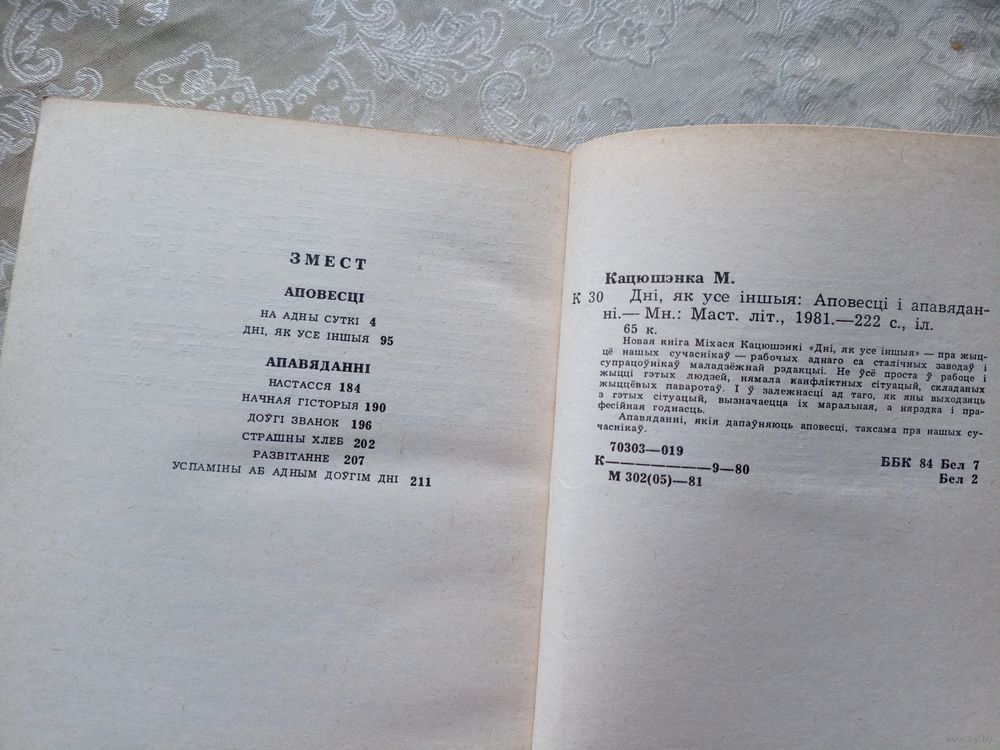 ЗМЕСТ
АПОВЕСЦІ
НА АДНЫ СУТКІ 4
ДНІ, ЯК УСЕ ІНШЫЯ 95
АПАВЯДАННІ
НАСТАССЯ 184
НАЧНАЯ ГІСТОРЫЯ 190
ДОЎГІ ЗВАНОК 196
СТРАШНЫ ХЛЕБ 202
РАЗВІТАННЕ 207
УСПАМІНЫ АБ АДНЫМ ДОЎГІМ ДНІ 211
Кацюшэнка М.
К 30 Дні, як усе іншыя: Аповесці і апавядан-
ні.— Мн.: Маст. літ., 1981.—222 с., іл.
65 к.
Новая кніга Міхася Кацюшэнкі «Дні, як усе іншыя» — пра жыц-
цё нашых сучаснікаў — рабочых аднаго са сталічных заводаў і
супрацоўнікаў маладзёжнай рэдакцыі. Не ўсё проста ў рабоце і
жыцці гэтых людзей, нямала канфліктных сітуацый, складаных
жыццёвых паваротаў. І ў залежнасці ад таго, як яны выходзяць
з гэтых сітуацый, вызначаецца іх маральная, а нярэдка і пра-
фесійная годнасць.
Апавяданні, якія дапаўняюць аповесці, таксама пра нашых су-
часнікаў.
70303—019
К—————————9—80
М 302(05)—81
ББК 84 Бел 7
Бел 2
www.ay.by